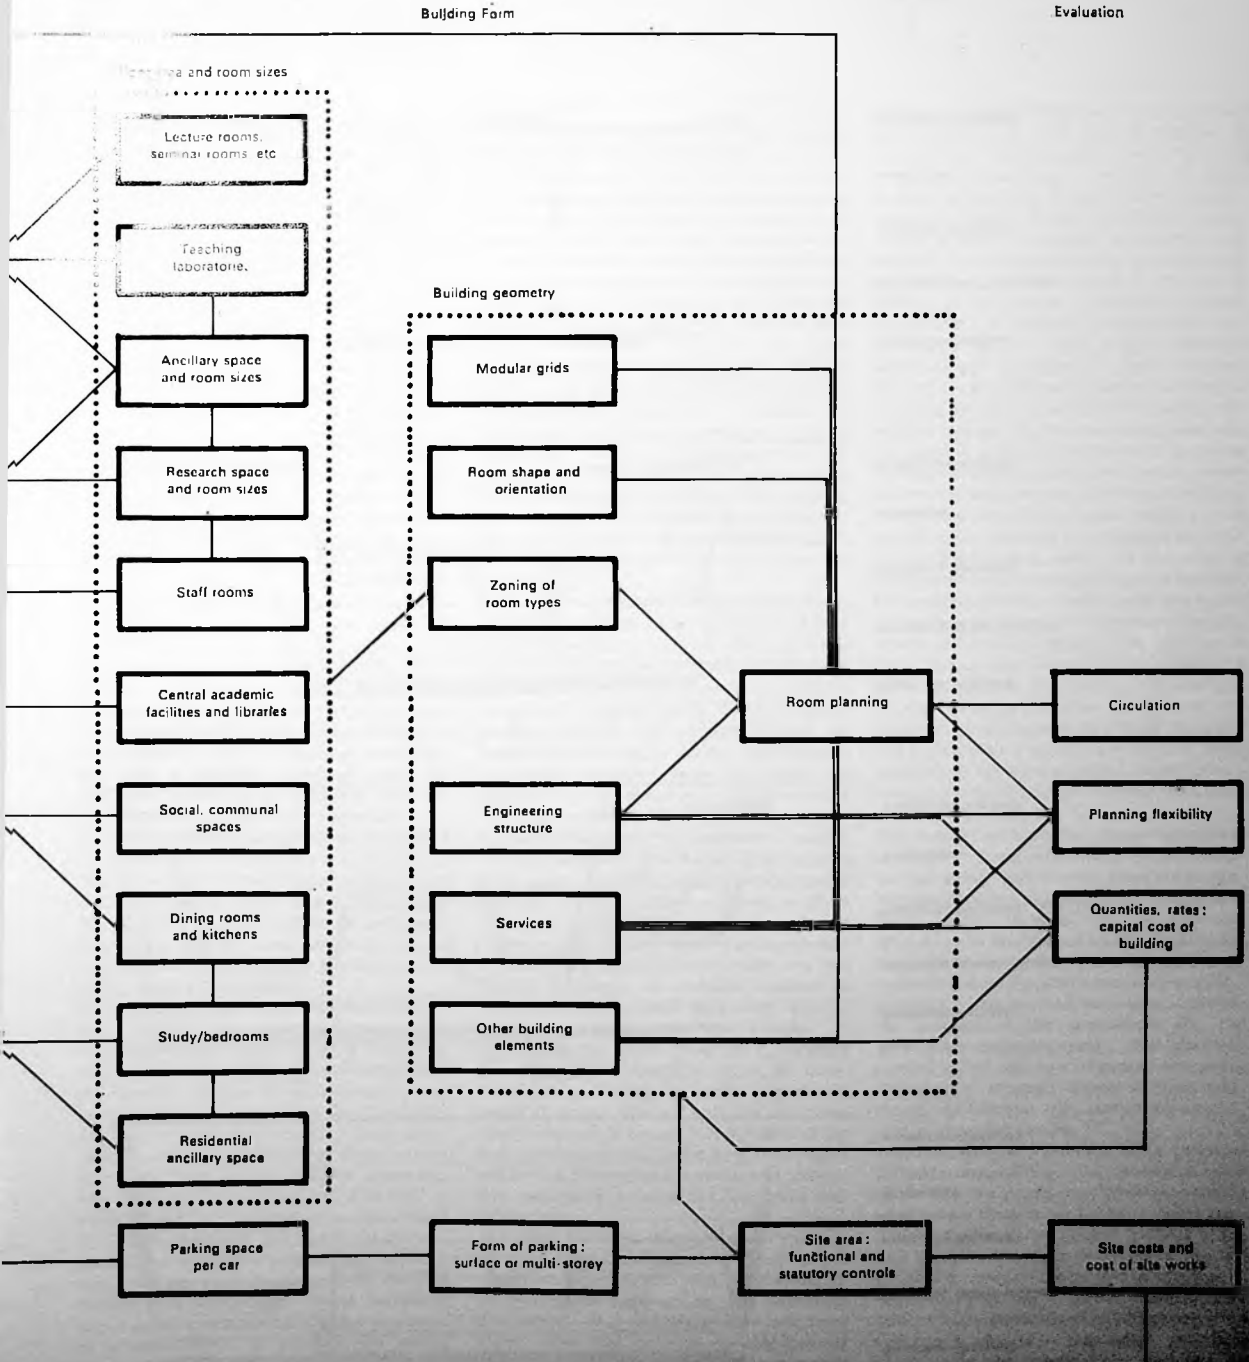 Building Form
Evaluation
and room sizes
Lecture rooms,
seminar rooms, etc
Teaching
laboratorie.
Ancillary space
and room sizes
Research space
and room sizes
Staff rooms
Central academic
facilities and libraries
Social, communal
spaces
Dining rooms
and kitchens
Study/bedrooms
Residential
ancillary space
Parking space
per car
Building geometry
Modular grids
Room shape and
orientation
Zoning of
room types
Engineering
structure
Services
Other building
elements
Form of parking:
surface or multi-storey
Room planning
Site area:
functional and
statutory controls
Circulation
Planning flexibility
Quantities, rates:
capital cost of
building
Site costs and
cost of site works